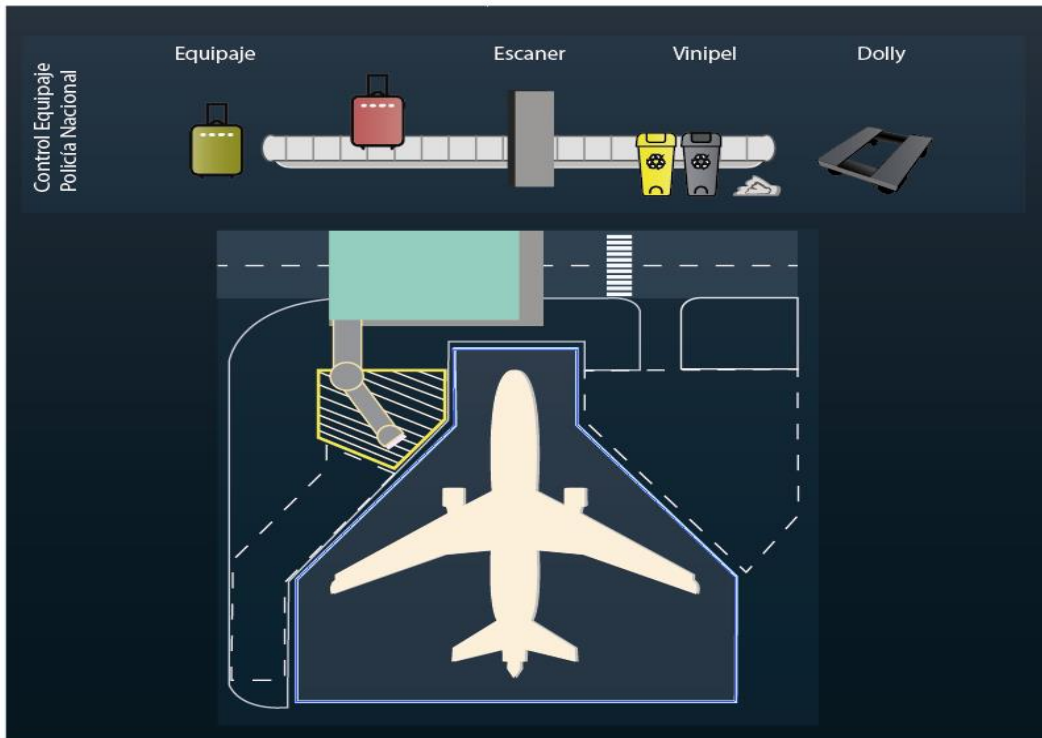 Equipaje
Escaner
Vinipel
Dolly
Control Equipaje
Policía Nacional